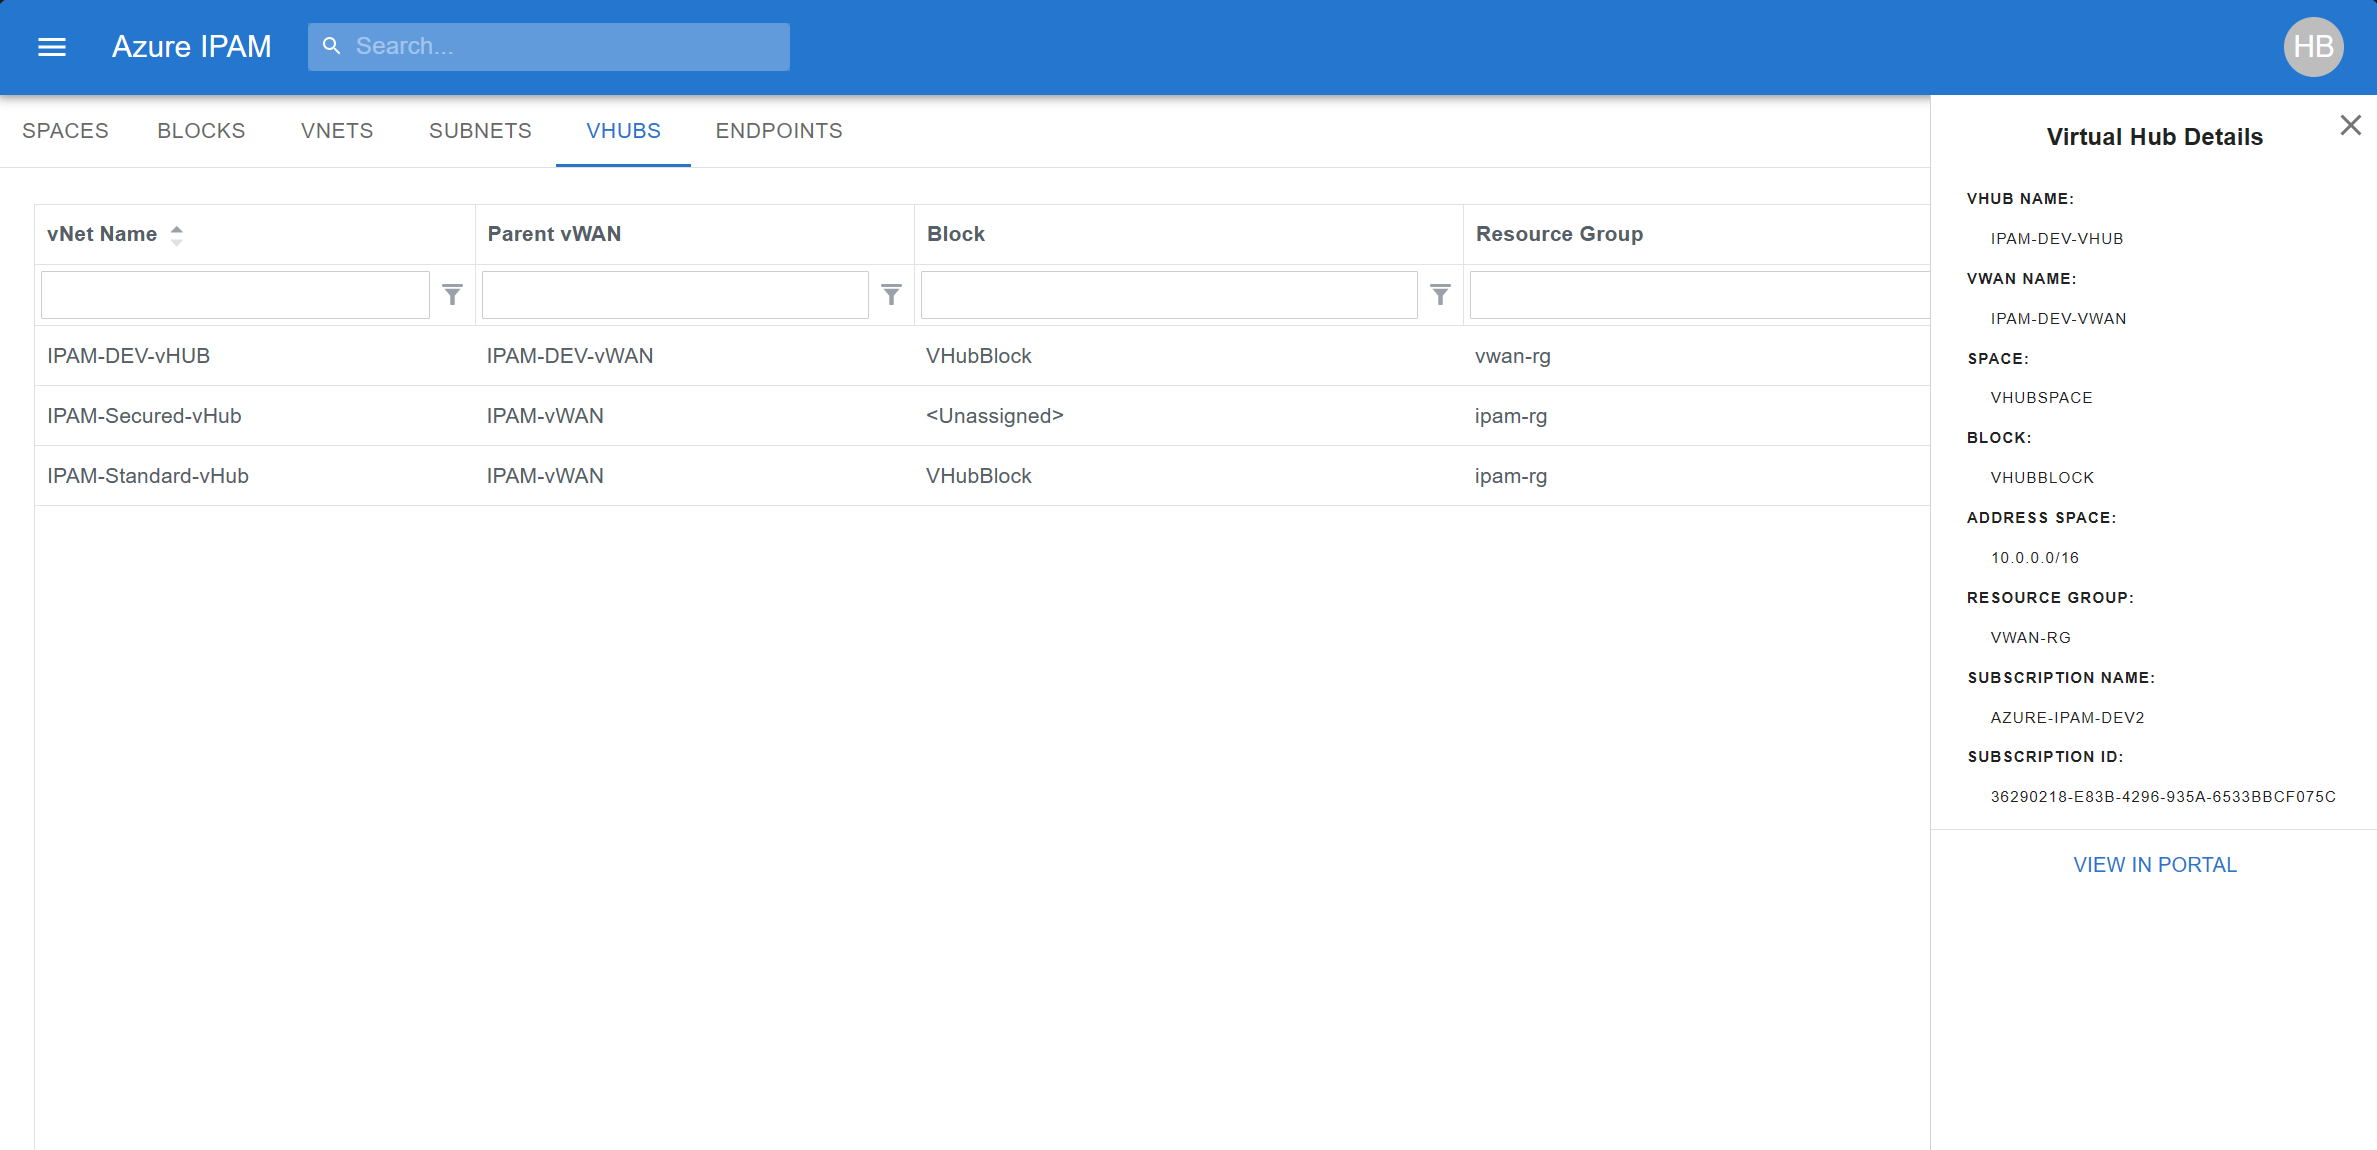 Azure IPAM
Search...
HB
SPACES BLOCKS VNETS SUBNETS VHUBS ENDPOINTS
vNet Name Parent vWAN Block Resource Group
IPAM-DEV-vHUB IPAM-DEV-vWAN VHubBlock vwan-rg
IPAM-Secured-vHub IPAM-vWAN <Unassigned> ipam-rg
IPAM-Standard-vHub IPAM-vWAN VHubBlock ipam-rg
Virtual Hub Details
VHUB NAME:
IPAM-DEV-VHUB
VWAN NAME:
IPAM-DEV-VWAN
SPACE:
VHUBSPACE
BLOCK:
VHUBBLOCK
ADDRESS SPACE:
10.0.0.0/16
RESOURCE GROUP:
VWAN-RG
SUBSCRIPTION NAME:
AZURE-IPAM-DEV2
SUBSCRIPTION ID:
36290218-E83B-4296-935A-6533BBCF075C
VIEW IN PORTAL